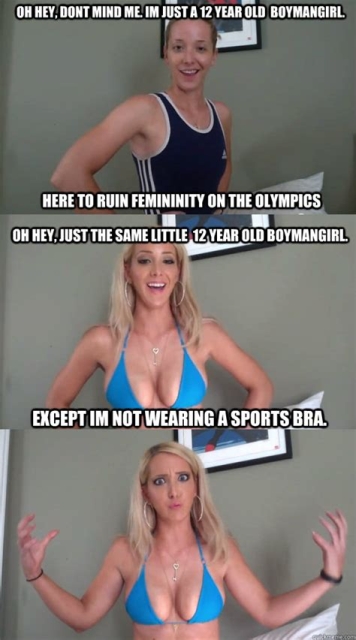 OH HEY, DONT MIND ME. IM JUST A 12 YEAR OLD BOYMANGIRL.
HERE TO RUIN FEMININITY ON THE OLYMPICS
OH HEY, JUST THE SAME LITTLE 12 YEAR OLD BOYMANGIRL.
EXCEPT IM NOT WEARING A SPORTS BRA.